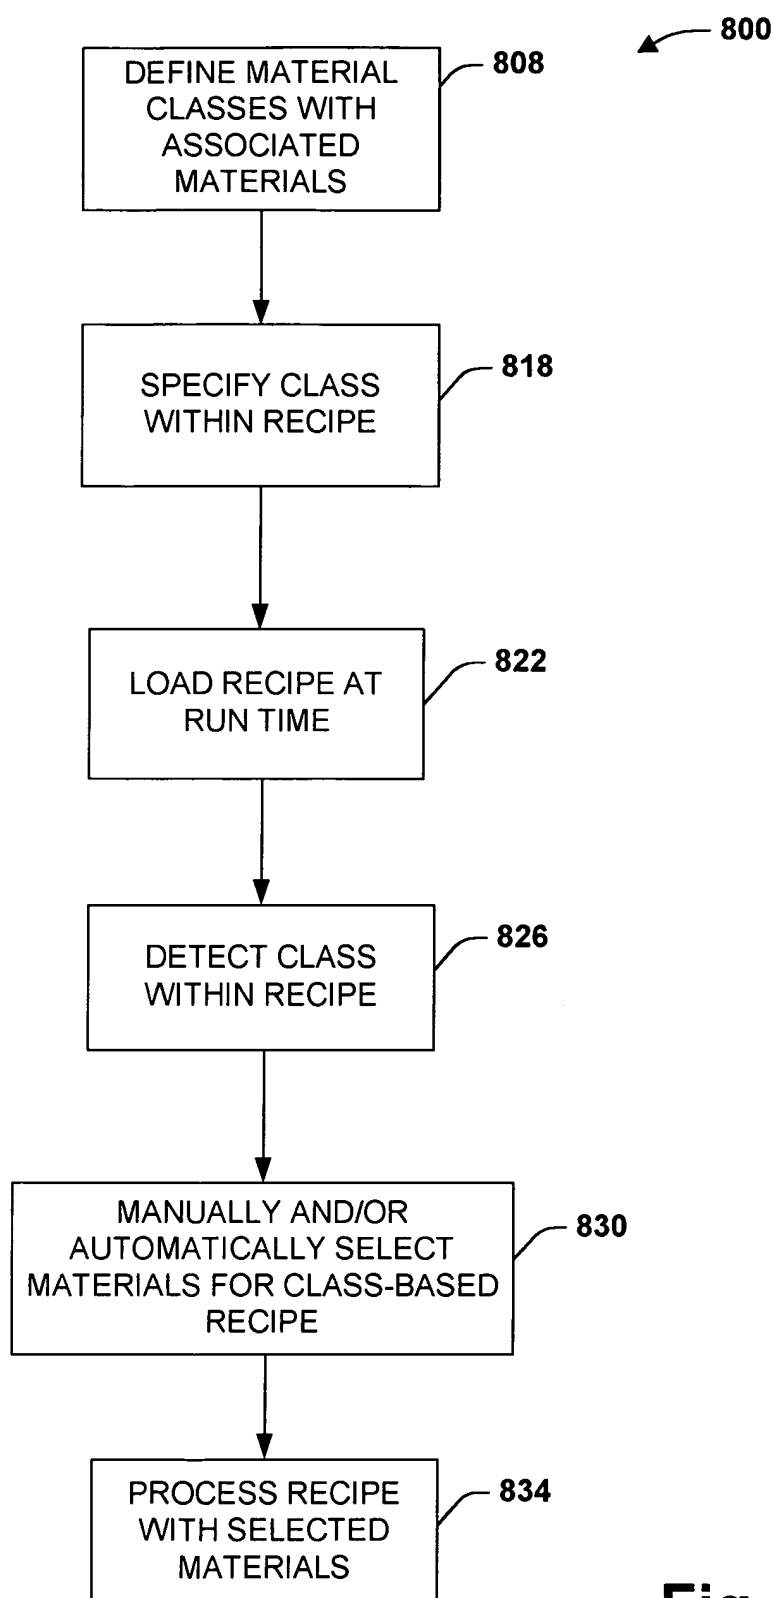 800
DEFINE MATERIAL
CLASSES WITH
ASSOCIATED
MATERIALS
808
SPECIFY CLASS
WITHIN RECIPE
818
LOAD RECIPE AT
RUN TIME
822
DETECT CLASS
WITHIN RECIPE
826
MANUALLY AND/OR
AUTOMATICALLY SELECT
MATERIALS FOR CLASS-BASED
RECIPE
830
PROCESS RECIPE
WITH SELECTED
MATERIALS
834